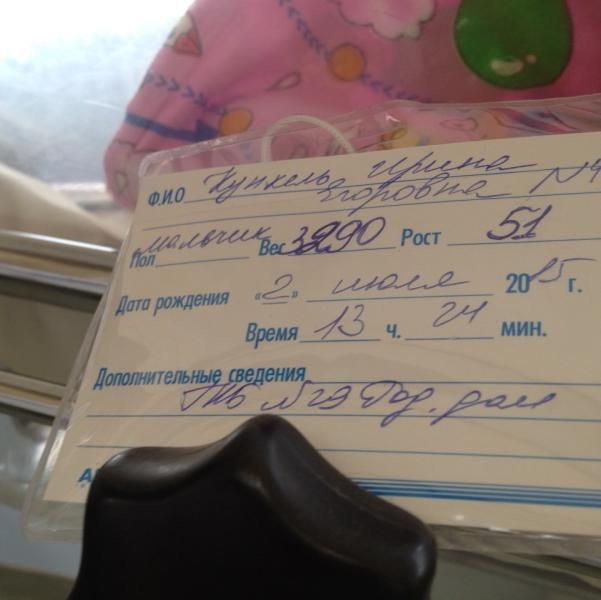 Ф.И.О Кункель Ирина
Егоровна N4
Пол мальчик Вес 3290 Рост 51
Дата рождения «2» июля 2015 г.
Время 13 ч. 24 мин.
Дополнительные сведения
ГКБ №29 Род. дом